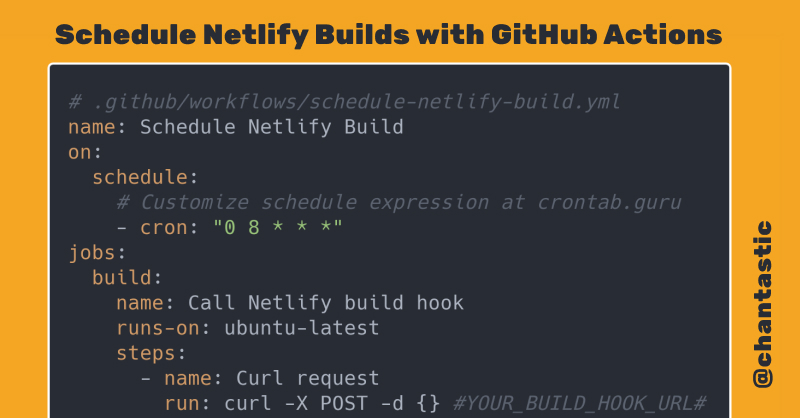 Schedule Netlify Builds with GitHub Actions
# .github/workflows/schedule-netlify-build.yml
name: Schedule Netlify Build
on:
  schedule:
    # Customize schedule expression at crontab.guru
    - cron: "0 8 * * *"
jobs:
  build:
    name: Call Netlify build hook
    runs-on: ubuntu-latest
    steps:
      - name: Curl request
        run: curl -X POST -d {} #YOUR_BUILD_HOOK_URL#
@chantastic